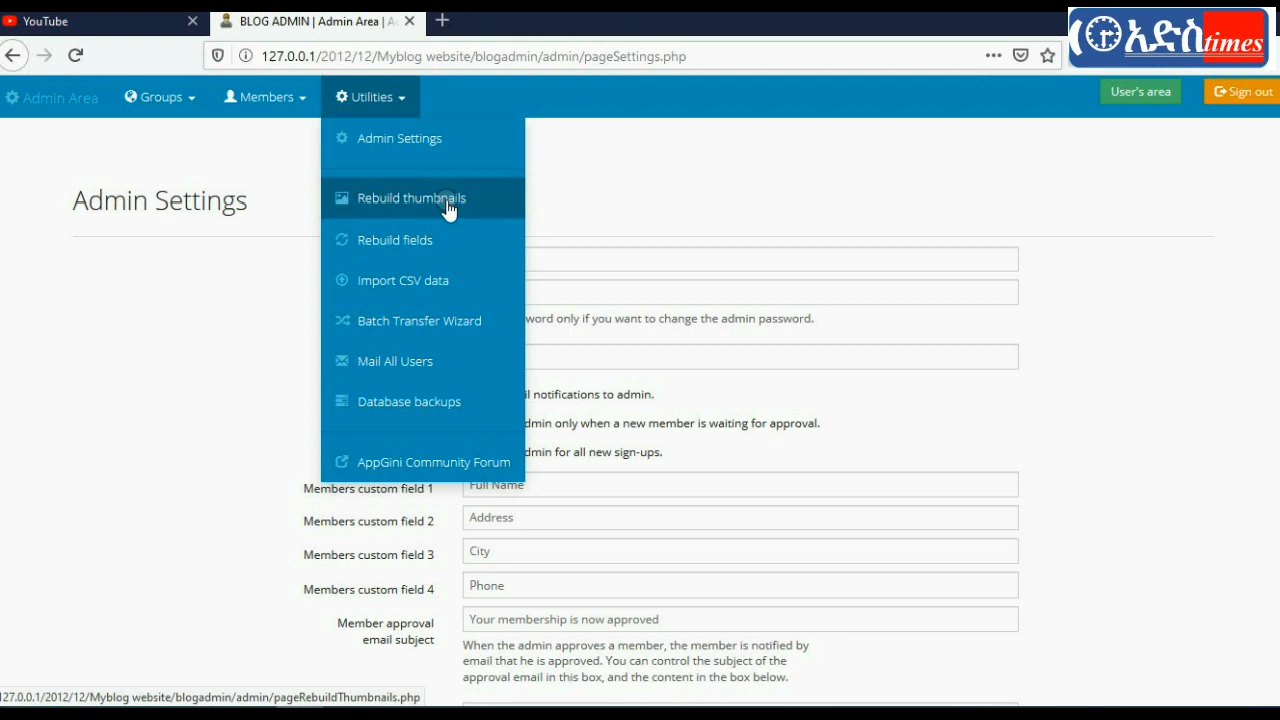 YouTube
BLOG ADMIN | Admin Area |
127.0.0.1/2012/12/Myblog website/blogadmin/admin/pageSettings.php
አዲስtimes
Admin Area
Groups
Members
Utilities
User's area
Sign out
Admin Settings
Rebuild thumbnails
Admin Settings
Rebuild fields
Import CSV data
word only if you want to change the admin password.
Batch Transfer Wizard
Mail All Users
il notifications to admin.
Database backups
dmin only when a new member is waiting for approval.
dmin for all new sign-ups.
AppGini Community Forum
Members custom field 1
Full Name
Members custom field 2
Address
Members custom field 3
City
Members custom field 4
Phone
Member approval
email subject
Your membership is now approved
When the admin approves a member, the member is notified by
email that he is approved. You can control the subject of the
approval email in this box, and the content in the box below.
127.0.0.1/2012/12/Myblog website/blogadmin/admin/pageRebuildThumbnails.php